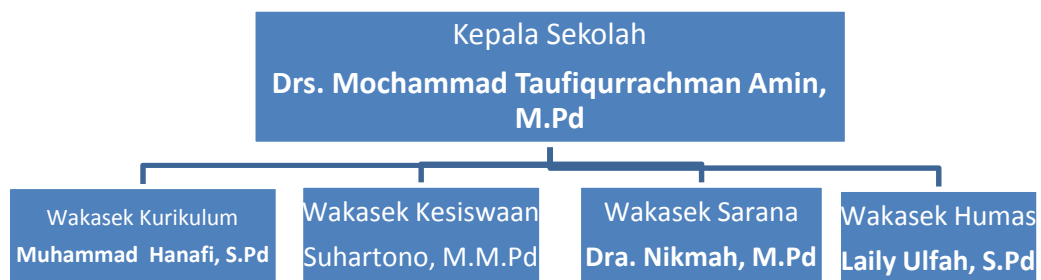 Kepala Sekolah
Drs. Mochammad Taufiqurrachman Amin,
M.Pd
Wakasek Kurikulum
Muhammad Hanafi, S.Pd
Wakasek Kesiswaan
Suhartono, M.M.Pd
Wakasek Sarana
Dra. Nikmah, M.Pd
Wakasek Humas
Laily Ulfah, S.Pd